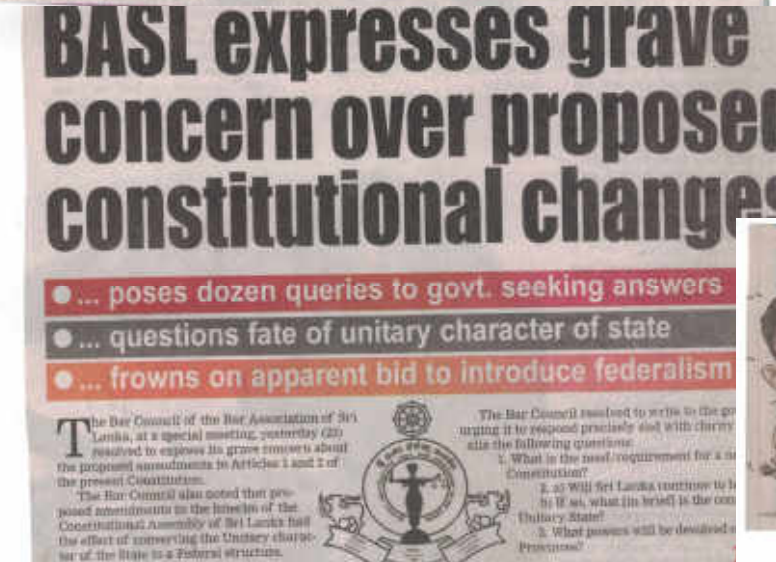 BASL expresses grave
concern over proposed
constitutional changes
... poses dozen queries to govt. seeking answers
... questions fate of unitary character of state
... frowns on apparent bid to introduce federalism
The Bar Council of the Bar Association of Sri
Lanka, at a special meeting, yesterday (23)
resolved to express its grave concern about
the proposed amendments to Articles 1 and 2 of
the present Constitution.
The Bar Council also noted that pro-
posed amendments to the
Constitutional Assembly of Sri Lanka had
the effect of converting the Unitary charac-
ter of the State to a Federal structure.
The Bar Council resolved to write to the
urging it to respond precisely and with clarity
the following questions:
1. What is the need/requirement for a
Constitution?
2. a) Will Sri Lanka continue to
b) If so, what (in brief) is the
Unitary State?
3. What powers will be devolved
Provinces?